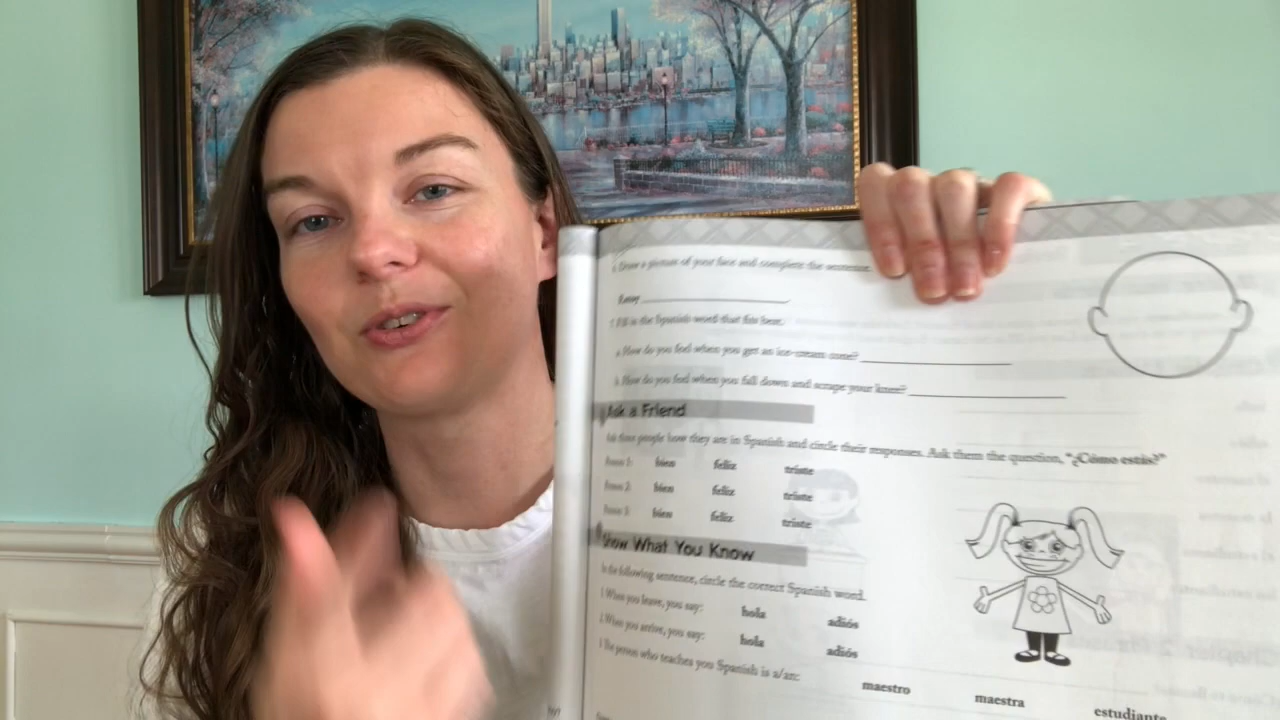 Draw a picture of your face and complete the sentence.
Estoy
Fill in the Spanish word that fits best.
a. How do you feel when you get an ice-cream cone?
b. How do you feel when you fall down and scrape your knee?
Ask a Friend
three people how they are in Spanish and circle their responses. Ask them the question, "¿Cómo estás?"
1: bien feliz triste
2: bien feliz triste
3: bien feliz triste
Show What You Know
In the following sentence, circle the correct Spanish word.
1. When you leave, you say: hola adiós
2. When you arrive, you say: hola adiós
person who teaches you Spanish is a/an: maestro maestra estudiante